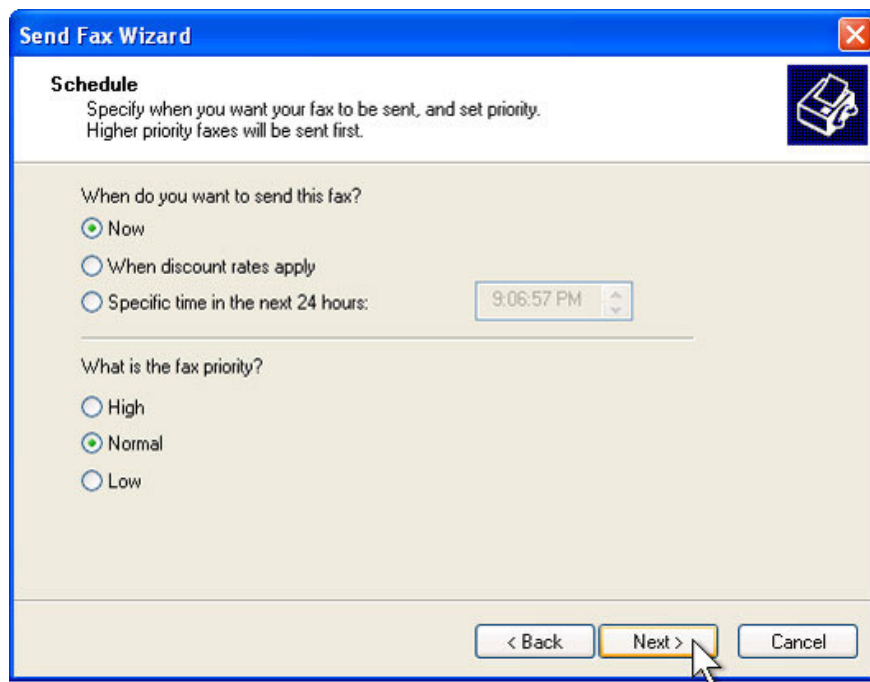 Send Fax Wizard
Schedule
Specify when you want your fax to be sent, and set priority.
Higher priority faxes will be sent first.
When do you want to send this fax?
Now
When discount rates apply
Specific time in the next 24 hours: 9:06:57 PM
What is the fax priority?
High
Normal
Low
< Back Next > Cancel